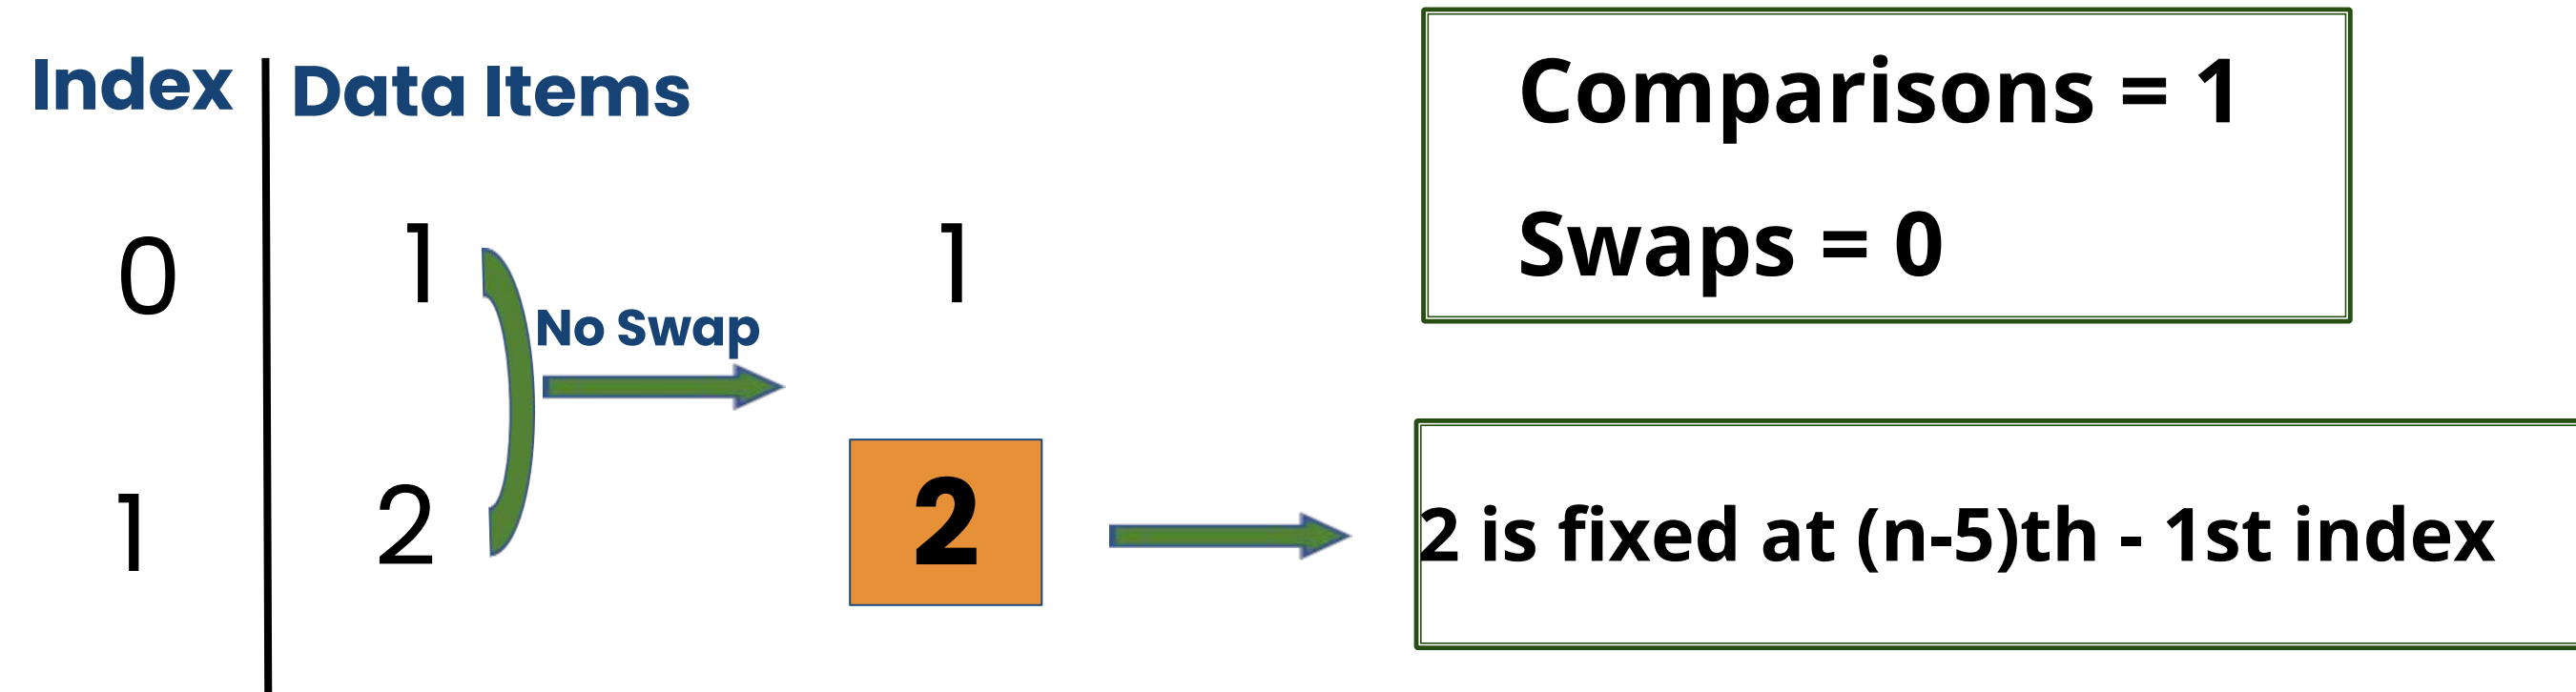 Index Data Items
0 1 1
No Swap
1 2 2
Comparisons = 1
Swaps = 0
2 is fixed at (n-5)th - 1st index